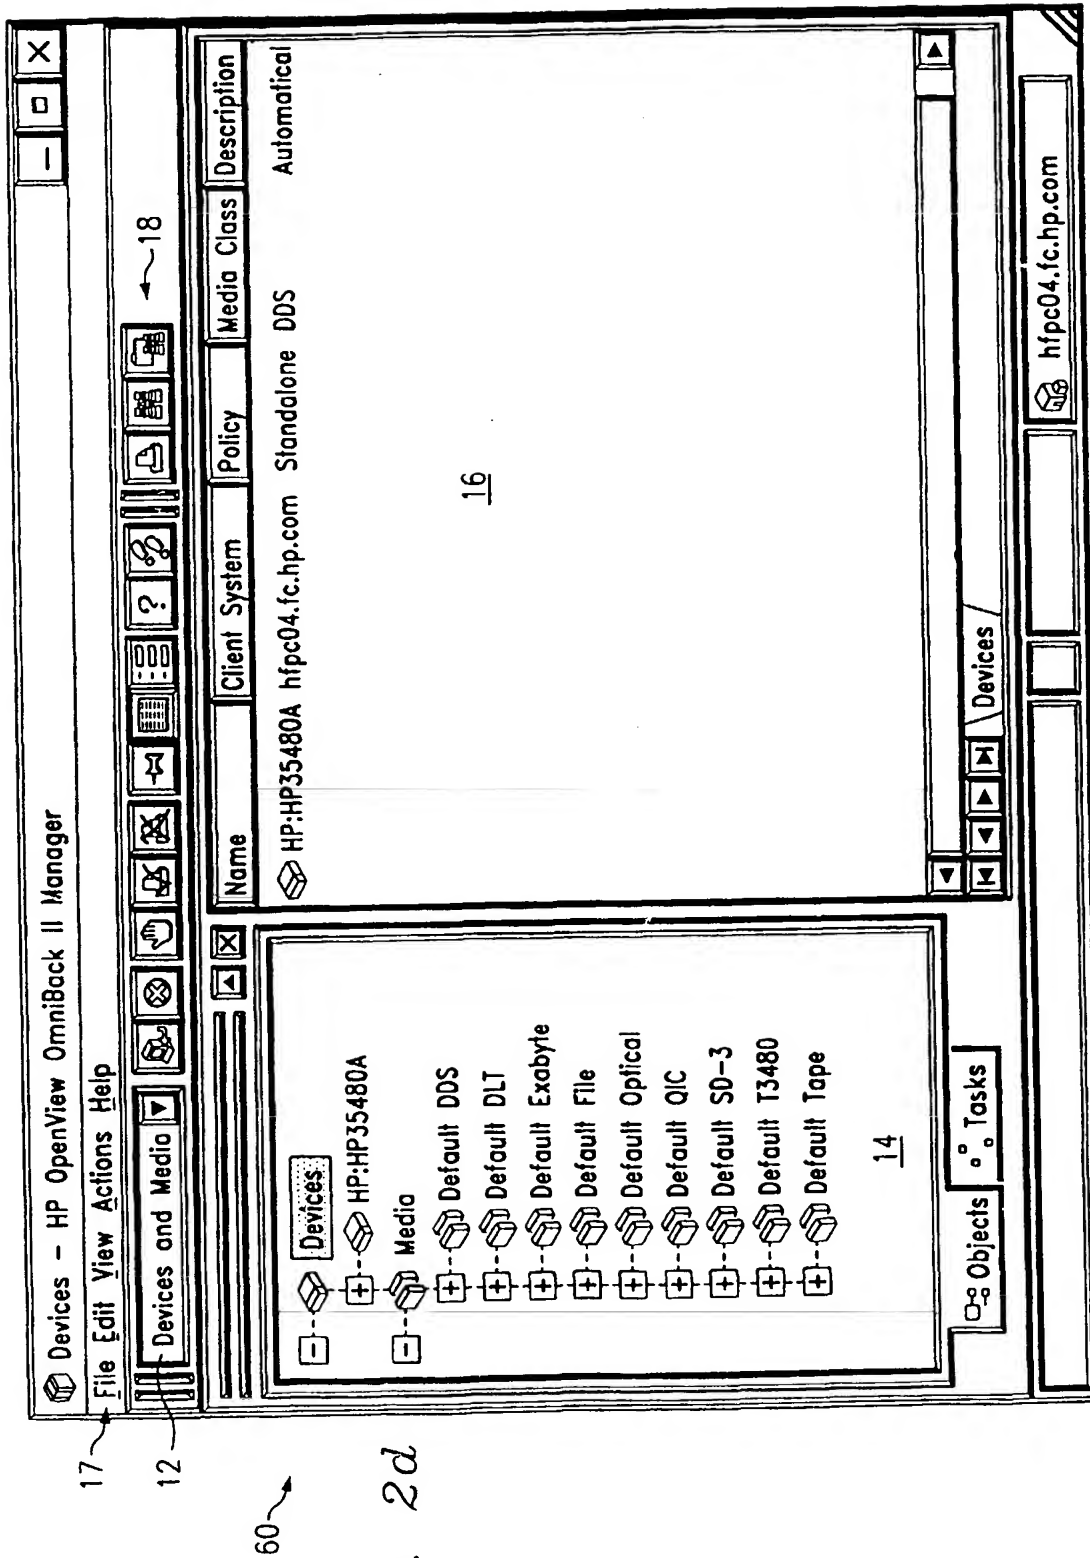 Devices – HP OpenView OmniBack II Manager
17
File Edit View Actions Help
12
Devices and Media
?
18
60
2d
Devices
HP:HP35480A
Media
Default DDS
Default DLT
Default Exabyte
Default File
Default Optical
Default QIC
Default SD-3
Default T3480
Default Tape
14
Objects Tasks
Name Client System Policy Media Class Description
HP:HP35480A hfpc04.fc.hp.com Standalone DDS Automatical
16
Devices
hfpc04.fc.hp.com